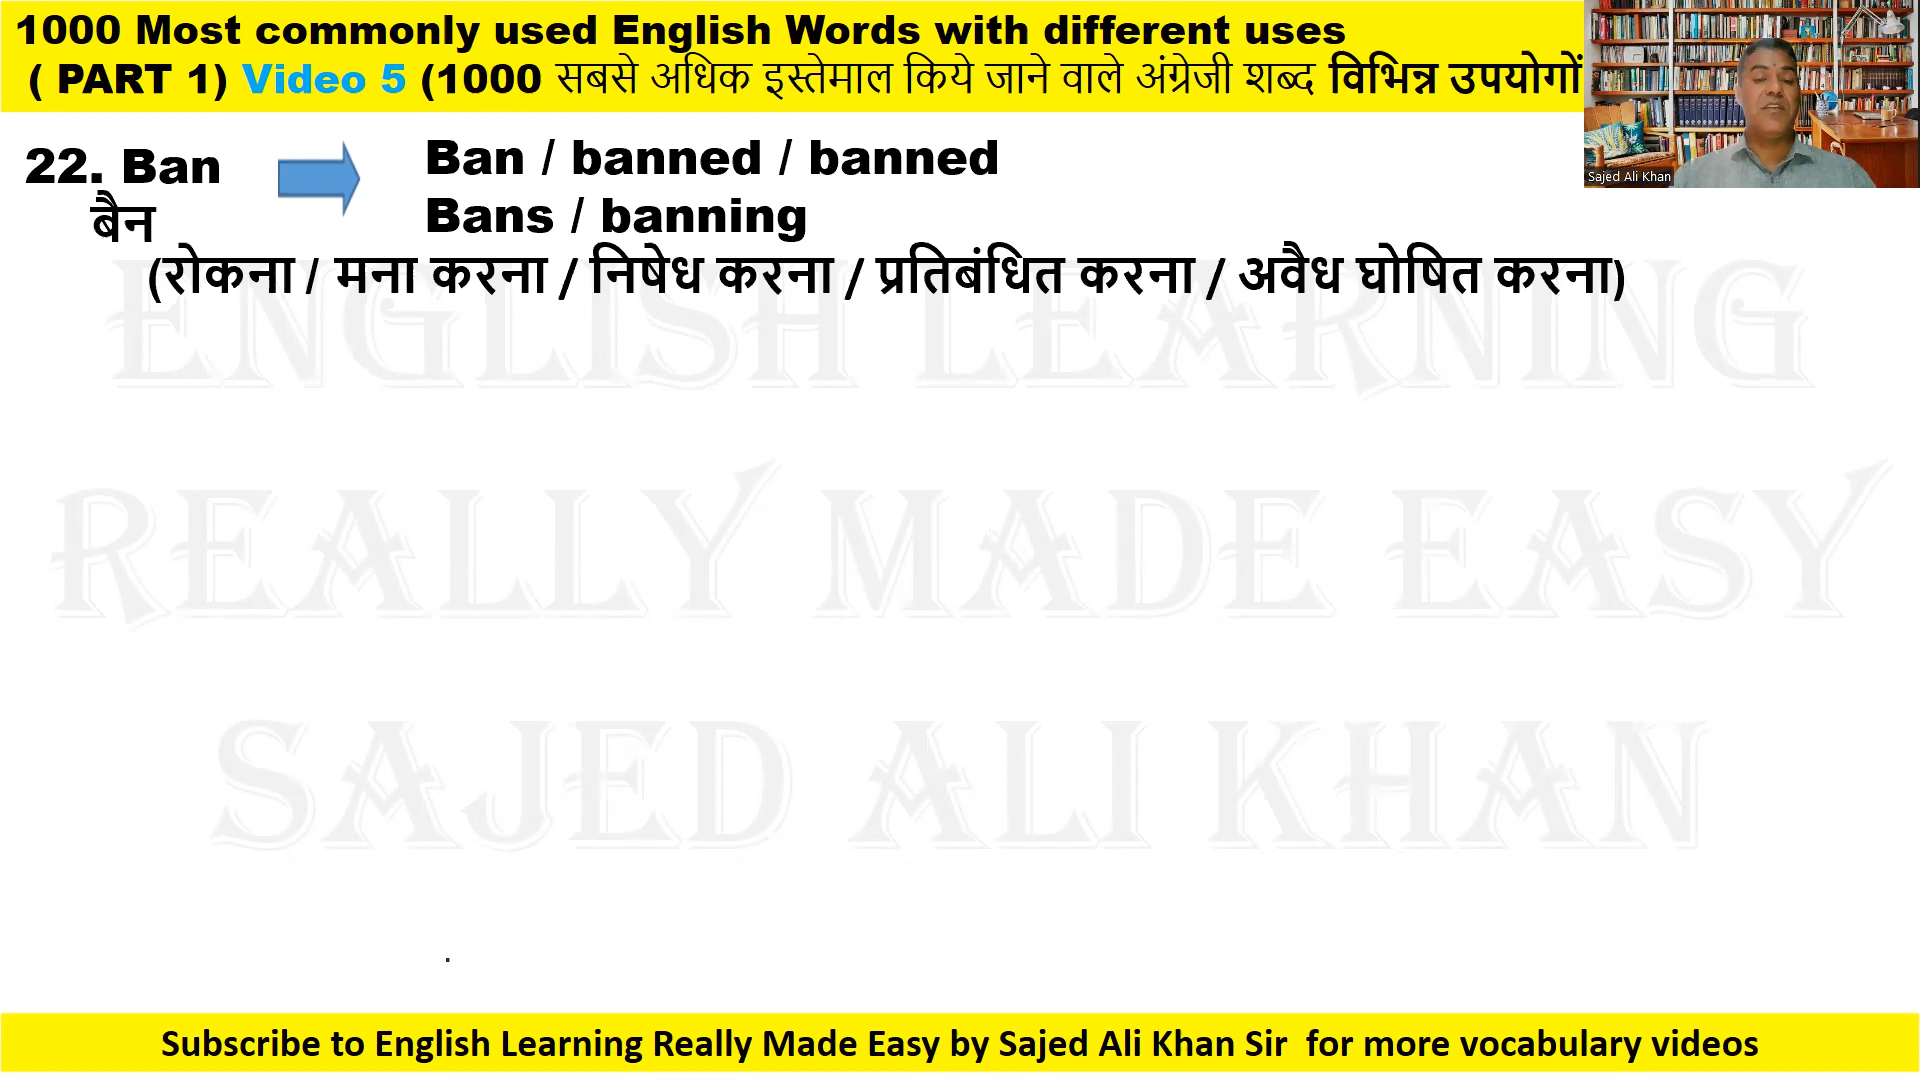 1000 Most commonly used English Words with different uses
( PART 1) Video 5 (1000 सबसे अधिक इस्तेमाल किये जाने वाले अंग्रेजी शब्द विभिन्न उपयोगों
Sajed Ali Khan
22. Ban
बैन
Ban / banned / banned
Bans / banning
(रोकना / मना करना / निषेध करना / प्रतिबंधित करना / अवैध घोषित करना)
ENGLISH LEARNING
REALLY MADE EASY
SAJED ALI KHAN
.
Subscribe to English Learning Really Made Easy by Sajed Ali Khan Sir for more vocabulary videos